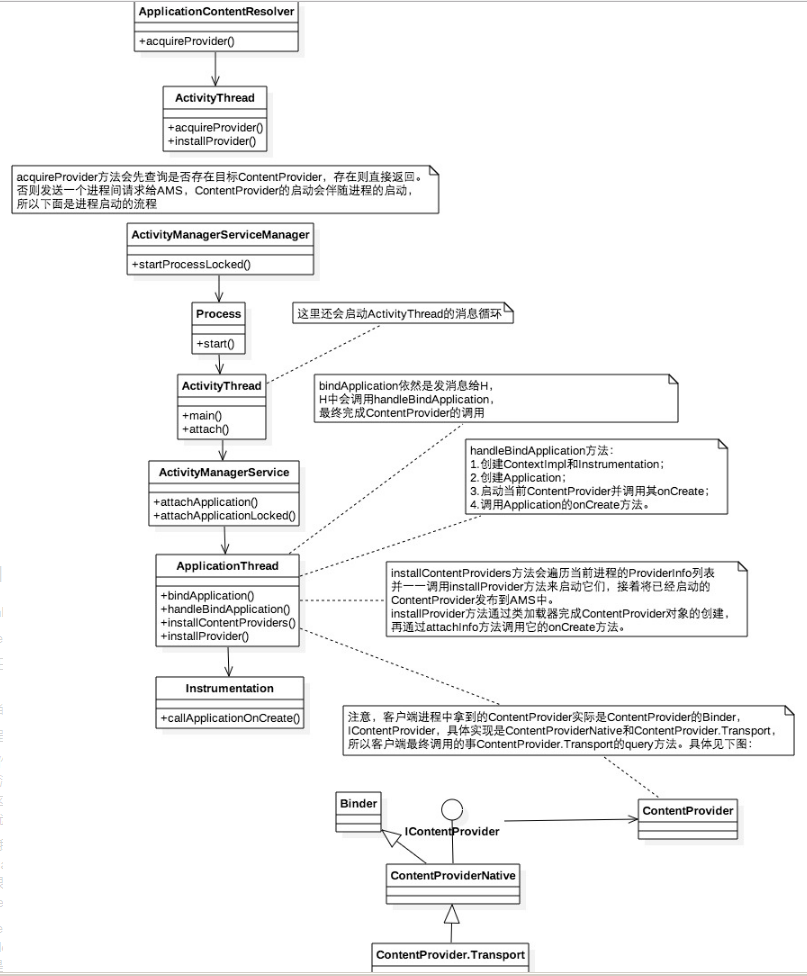 ApplicationContentResolver
+acquireProvider()
ActivityThread
+acquireProvider()
+installProvider()
acquireProvider方法会先查询是否存在目标ContentProvider，存在则直接返回。
否则发送一个进程间请求给AMS，ContentProvider的启动会伴随进程的启动，
所以下面是进程启动的流程
ActivityManagerServiceManager
+startProcessLocked()
Process
+start()
这里还会启动ActivityThread的消息循环
ActivityThread
+main()
+attach()
bindApplication依然是发消息给H，
H中会调用handleBindApplication，
最终完成ContentProvider的调用
ActivityManagerService
+attachApplication()
+attachApplicationLocked()
handleBindApplication方法：
1.创建ContextImpl和Instrumentation；
2.创建Application；
3.启动当前ContentProvider并调用其onCreate；
4.调用Application的onCreate方法。
ApplicationThread
+bindApplication()
+handleBindApplication()
+installContentProviders()
+installProvider()
installContentProviders方法会遍历当前进程的ProviderInfo列表
并一一调用installProvider方法来启动它们，接着将已经启动的
ContentProvider发布到AMS中。
installProvider方法通过类加载器完成ContentProvider对象的创建，
再通过attachInfo方法调用它的onCreate方法。
Instrumentation
+callApplicationOnCreate()
注意，客户端进程中拿到的ContentProvider实际是ContentProvider的Binder，
IContentProvider，具体实现是ContentProviderNative和ContentProvider.Transport，
所以客户端最终调用的事ContentProvider.Transport的query方法。具体见下图：
Binder
IContentProvider
ContentProvider
ContentProviderNative
ContentProvider.Transport